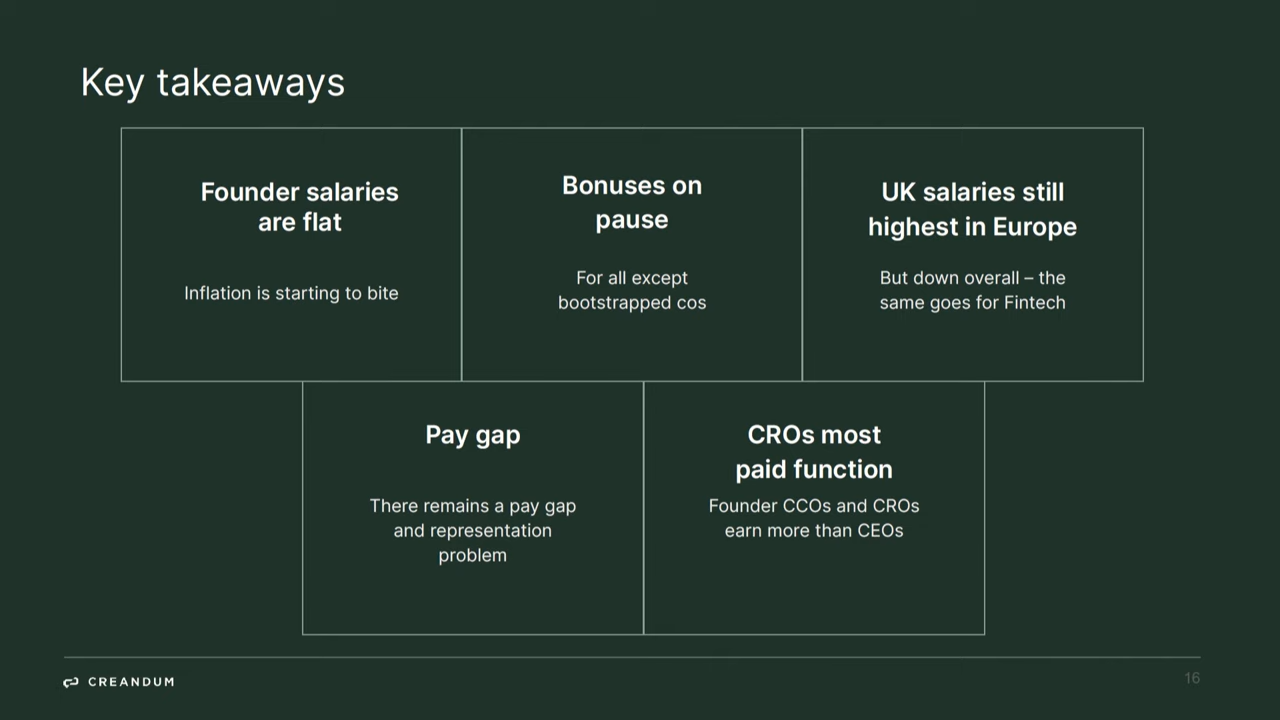 Key takeaways
Founder salaries
are flat
Inflation is starting to bite
Bonuses on
pause
For all except
bootstrapped cos
UK salaries still
highest in Europe
But down overall – the
same goes for Fintech
Pay gap
There remains a pay gap
and representation
problem
CROs most
paid function
Founder CCOs and CROs
earn more than CEOs
CREANDUM
16